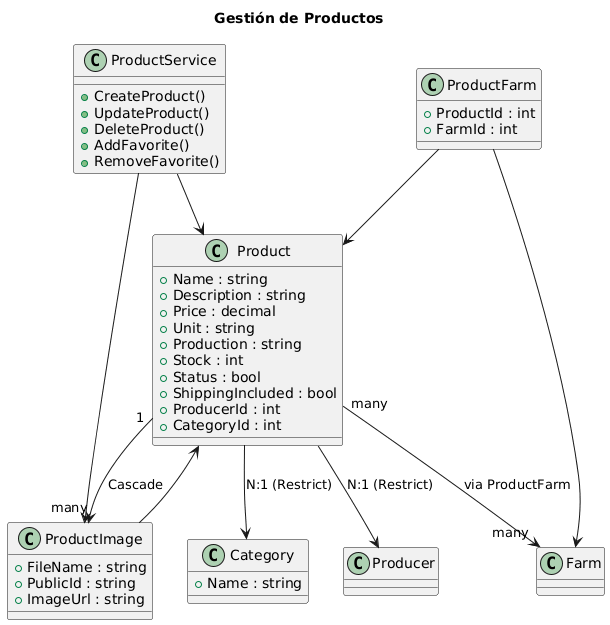 Gestión de Productos
C ProductService
CreateProduct()
UpdateProduct()
DeleteProduct()
AddFavorite()
RemoveFavorite()
C ProductFarm
ProductId : int
FarmId : int
C Product
Name : string
Description : string
Price : decimal
Unit : string
Production : string
Stock : int
Status : bool
ShippingIncluded : bool
ProducerId : int
CategoryId : int
1
many
many
Cascade
N:1 (Restrict)
N:1 (Restrict)
via ProductFarm
many
C ProductImage
FileName : string
PublicId : string
ImageUrl : string
C Category
Name : string
C Producer
C Farm